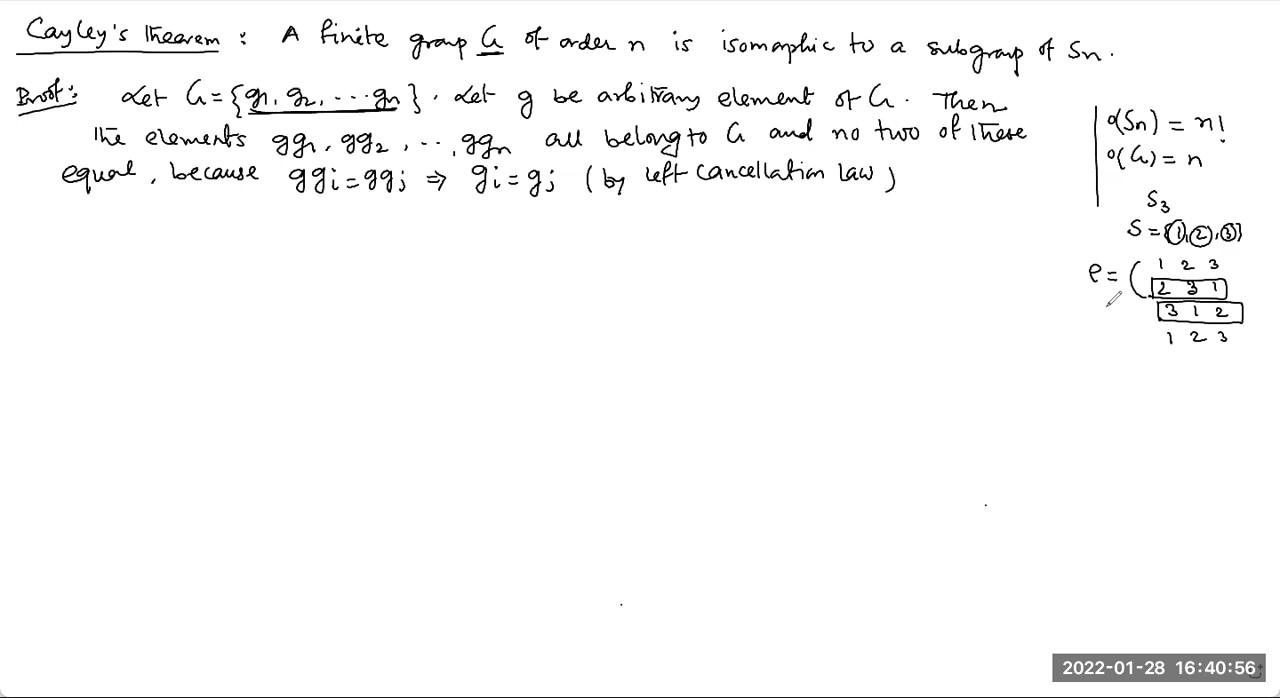 Cayley's theorem : A finite group G of order n is isomorphic to a subgroup of Sn.
Proof: Let G = {g1, g2, ... gn}. Let g be arbitrary element of G. Then
the elements gg1, gg2, ..., ggn all belong to G and no two of these
equal, because ggi = ggj ⇒ gi = gj (by left cancellation law)
o(Sn) = n!
o(G) = n
S3
S = {1, 2, 3}
e = ( 1 2 3
2 3 1
3 1 2
1 2 3
2022-01-28 16:40:56